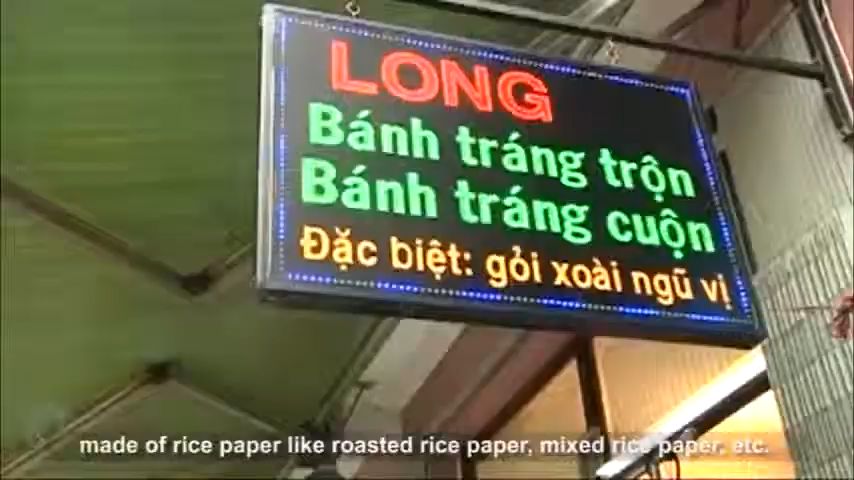 LONG
Bánh tráng trộn
Bánh tráng cuộn
Đặc biệt: gỏi xoài ngũ vị
made of rice paper like roasted rice paper, mixed rice paper, etc.